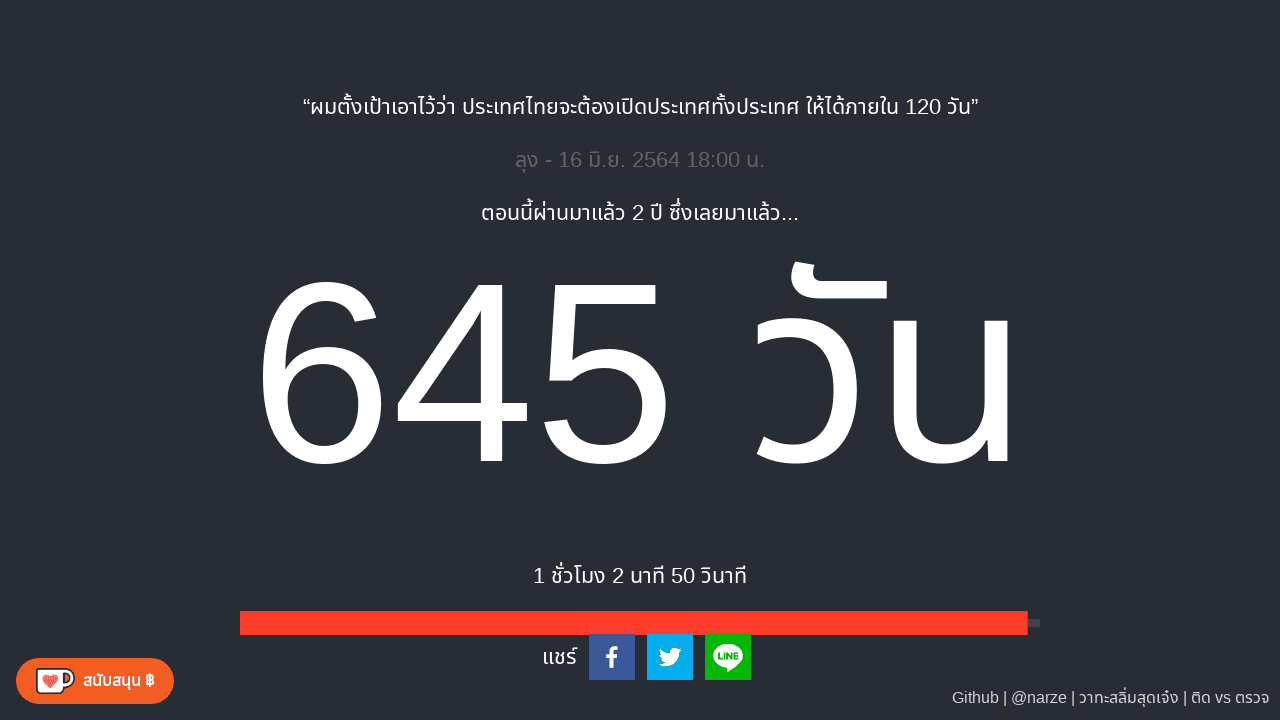 “ผมตั้งเป้าเอาไว้ว่า ประเทศไทยจะต้องเปิดประเทศทั้งประเทศ ให้ได้ภายใน 120 วัน”
ลุง - 16 มิ.ย. 2564 18:00 น.
ตอนนี้ผ่านมาแล้ว 2 ปี ซึ่งเลยมาแล้ว...
645 วัน
1 ชั่วโมง 2 นาที 50 วินาที
แชร์
LINE
สนับสนุน ฿
Github | @narze | วาทะสลิ่มสุดเจ๋ง | ติด vs ตรวจ